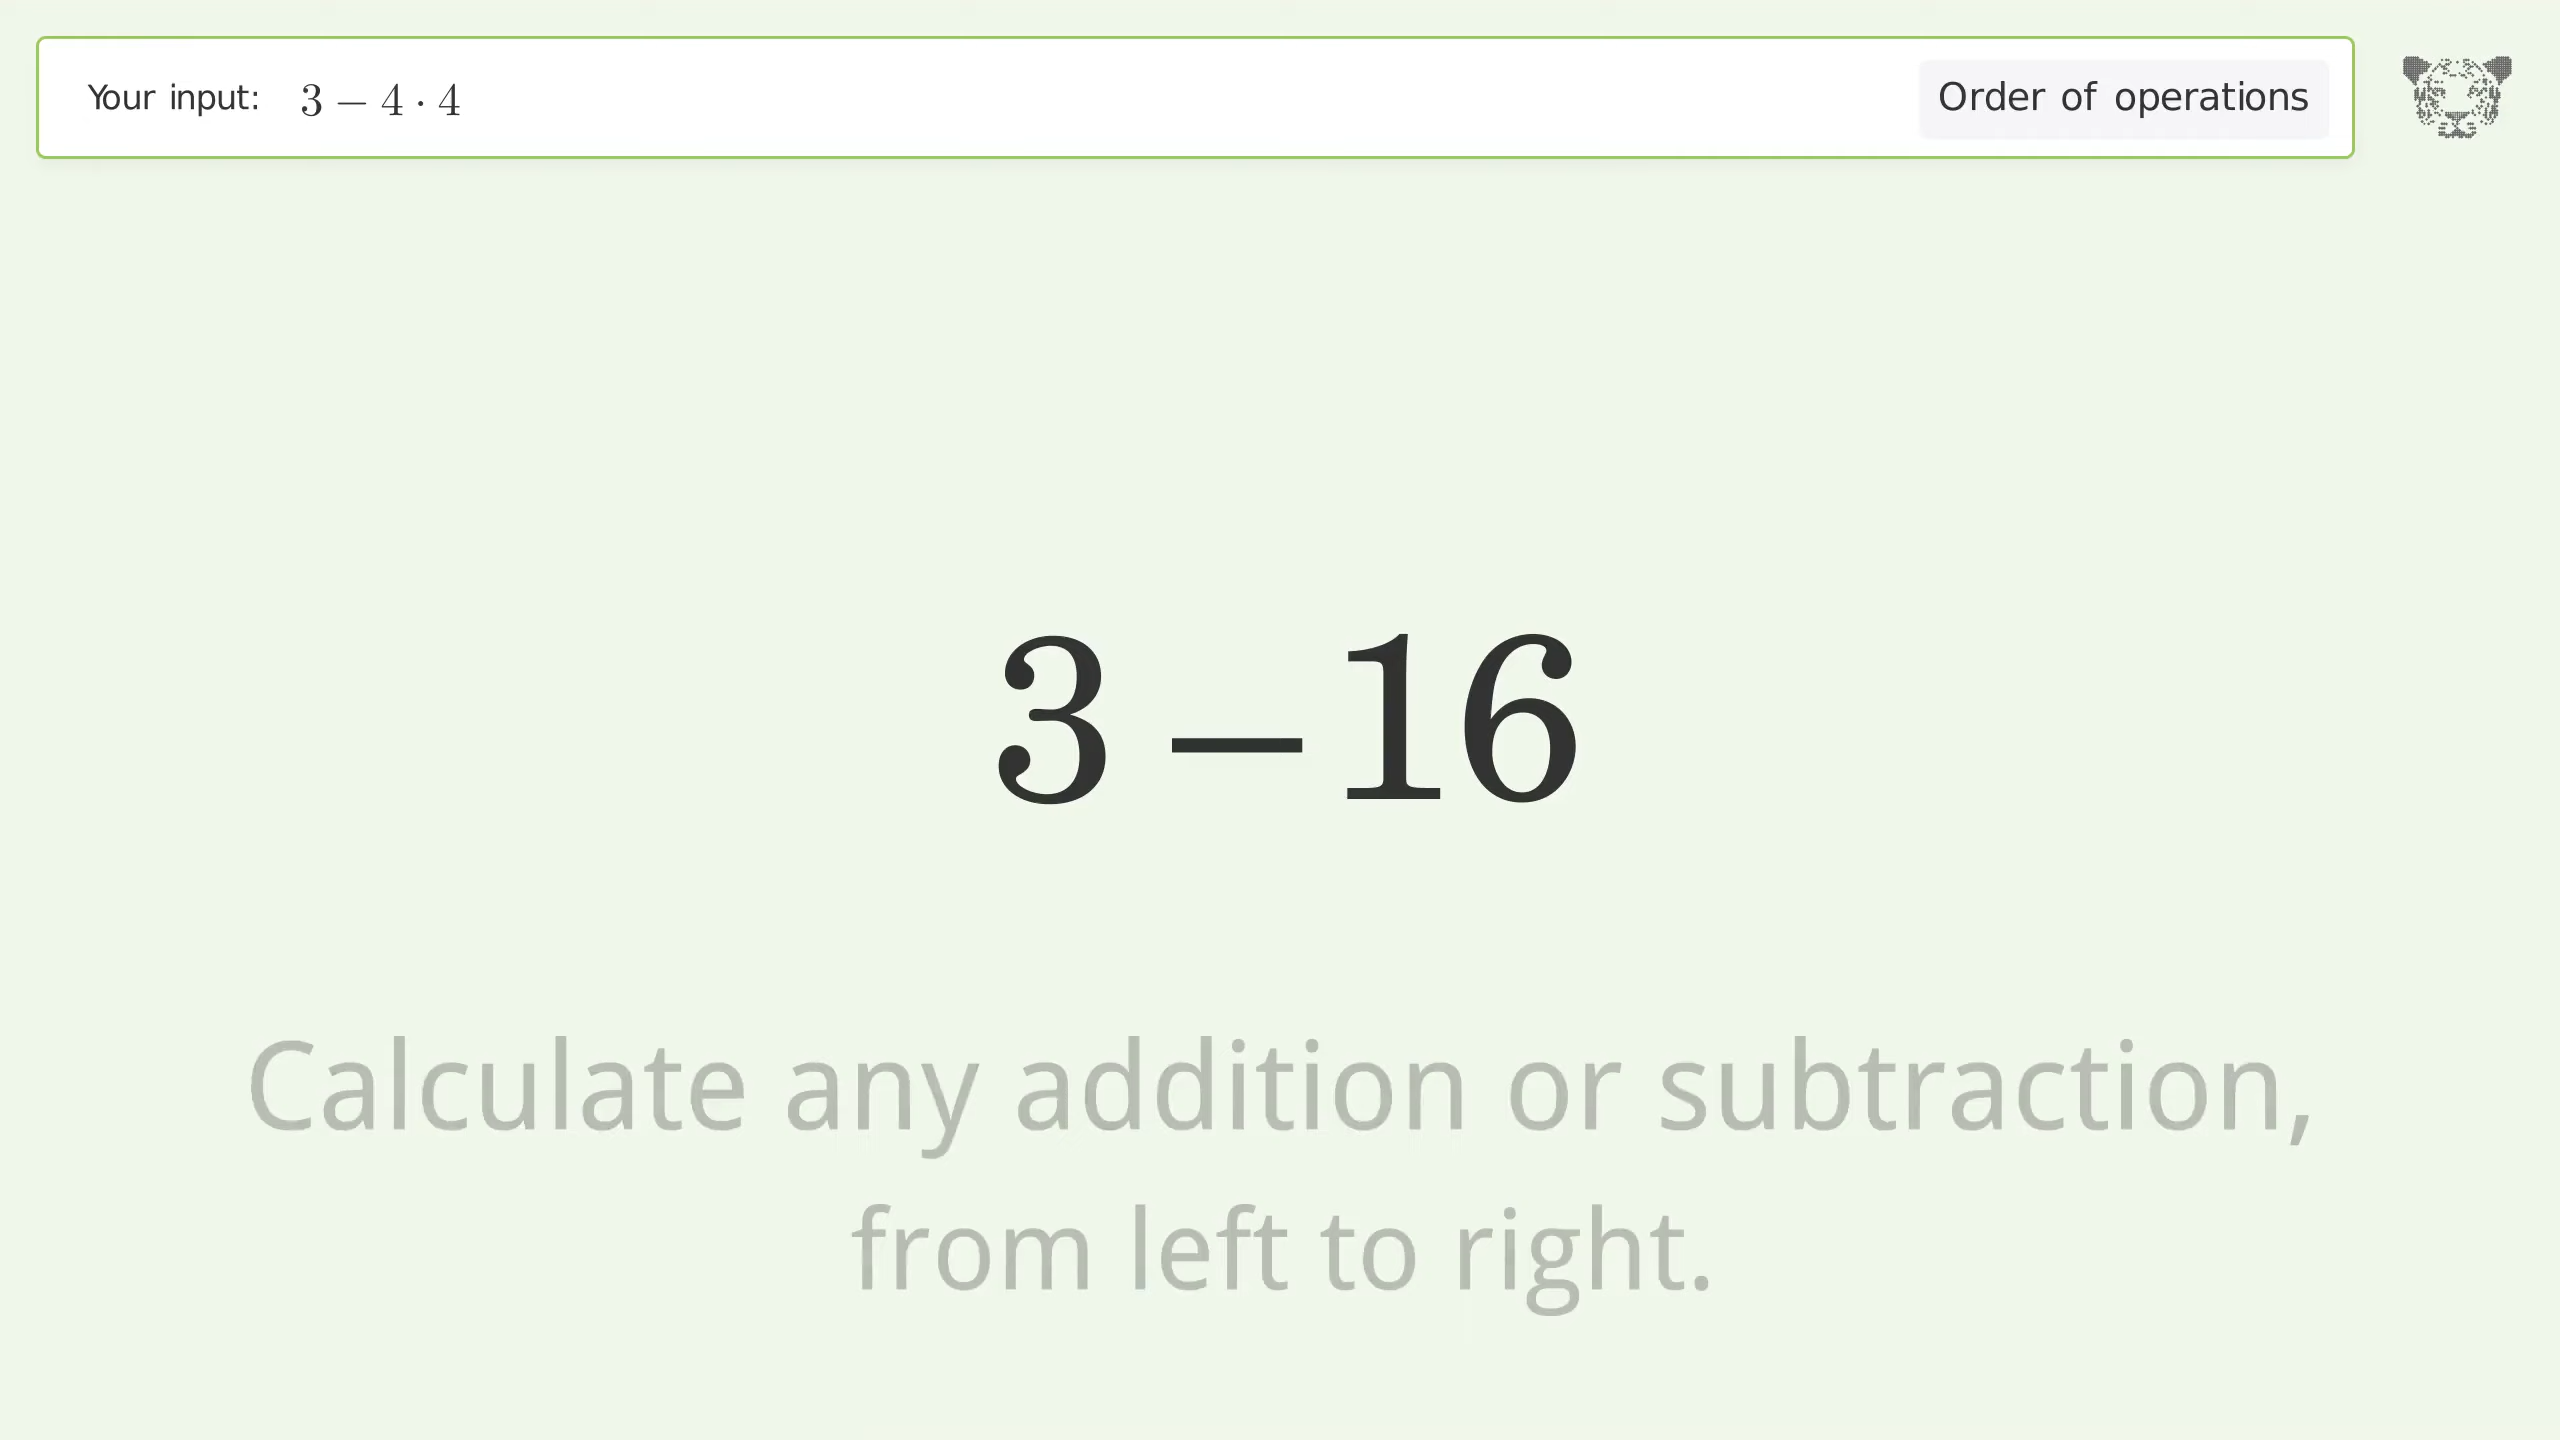 Your input: 3 − 4 · 4
Order of operations
3 − 16
Calculate any addition or subtraction,
from left to right.